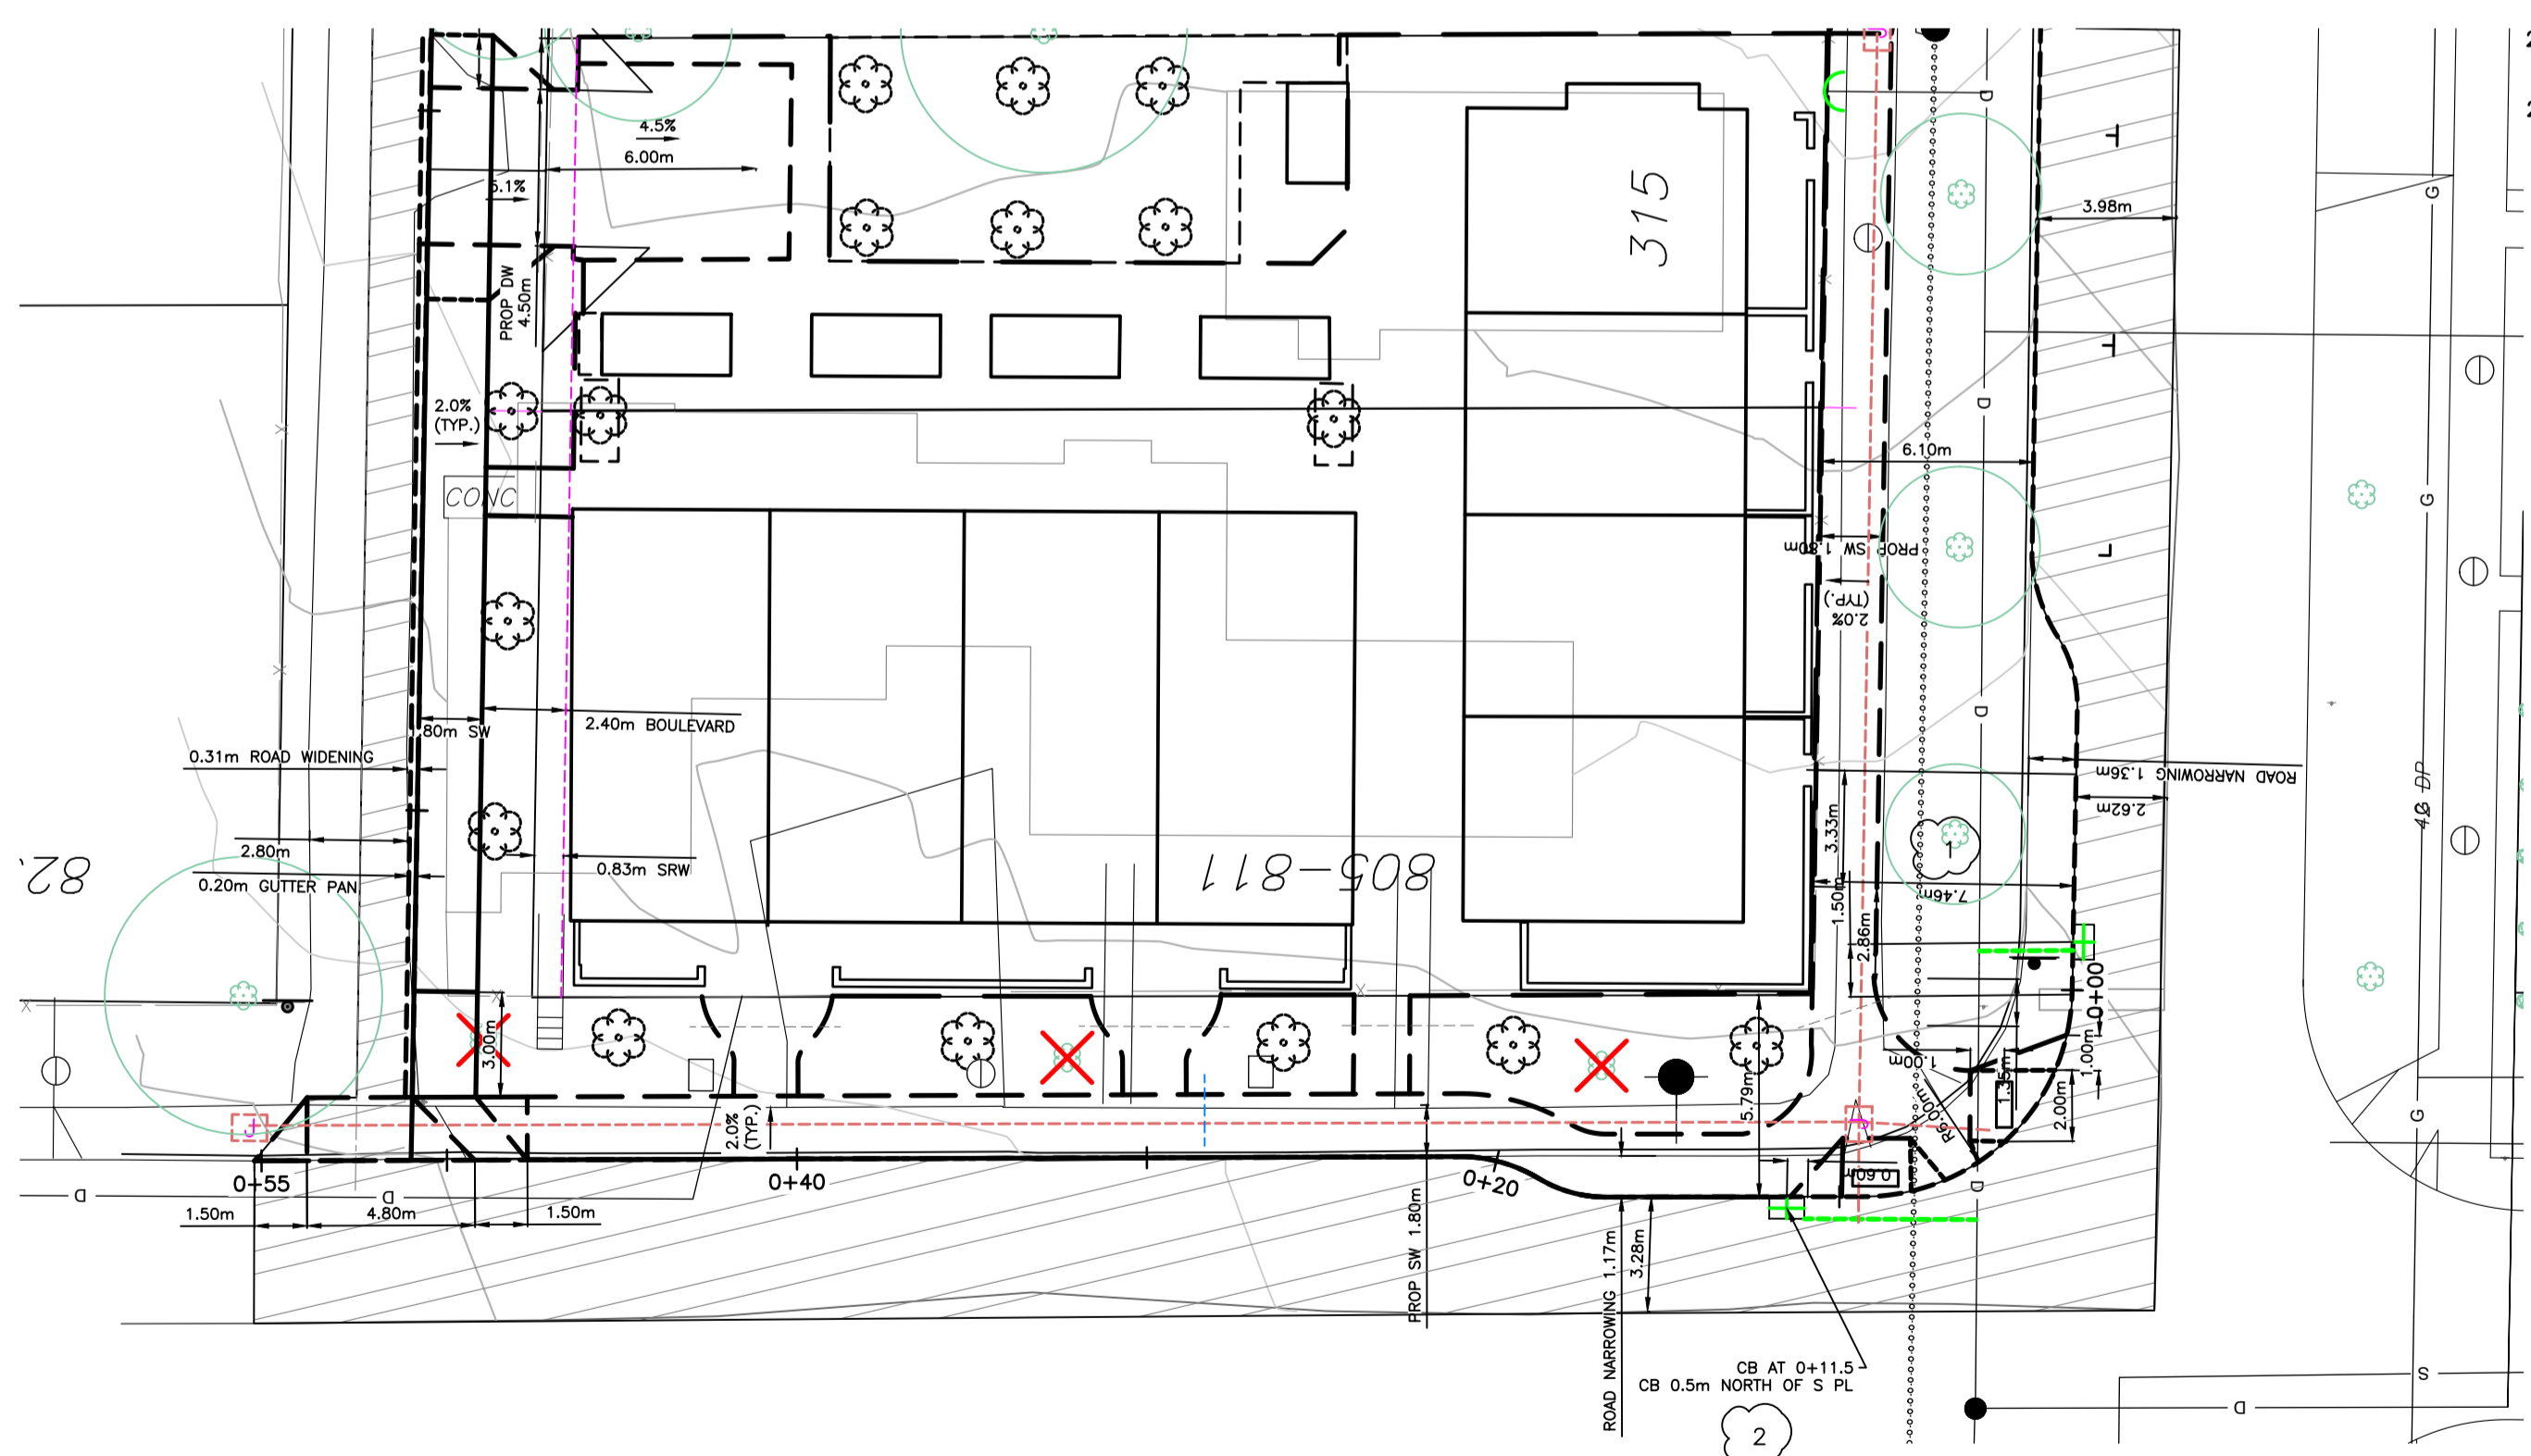 4.5%
6.00m
5.1%
PROP DW
4.50m
315
3.98m
G
D
2.0%
(TYP.)
CONC
6.10m
D
G
PROP SW 1.80m
2.0%
(TYP.)
80m SW
2.40m BOULEVARD
0.31m ROAD WIDENING
D
ROAD NARROWING 1.36m
2.62m
2.80m
0.20m GUTTER PAN
82
0.83m SRW
805-811
3.33m
1
7.46m
1.50m
2.86m
0+00
3.00m
2.0%
(TYP.)
5.79m
1.00m
1.35m
1.00m
R6.00m
2.00m
G
0.60m
D
0+55
0+40
0+20
D
D
1.50m
4.80m
1.50m
PROP SW 1.80m
ROAD NARROWING 1.17m
3.28m
CB AT 0+11.5
CB 0.5m NORTH OF S PL
2
S
D